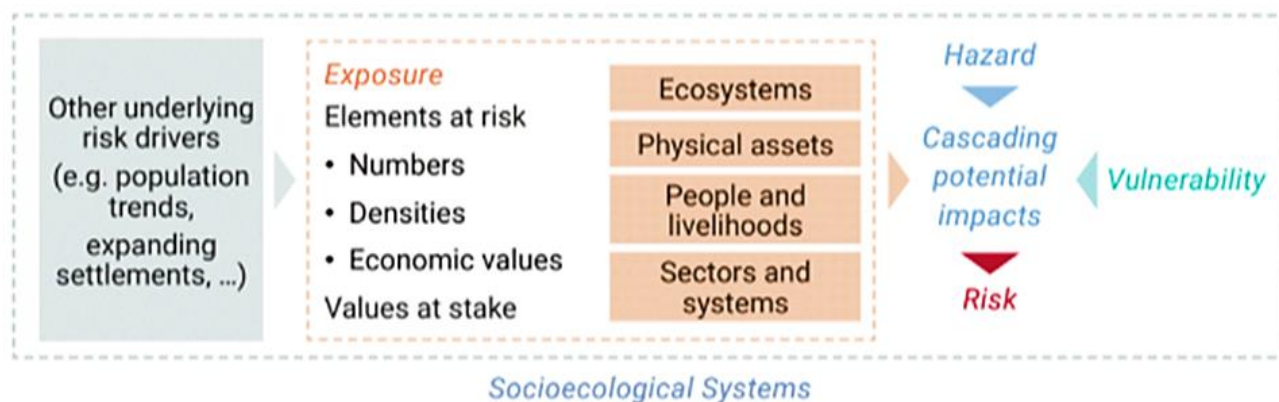 Other underlying
risk drivers
(e.g. population
trends,
expanding
settlements, ...)
Exposure
Elements at risk
• Numbers
• Densities
• Economic values
Values at stake
Ecosystems
Physical assets
People and
livelihoods
Sectors and
systems
Hazard
Cascading
potential
impacts
Risk
Vulnerability
Socioecological Systems